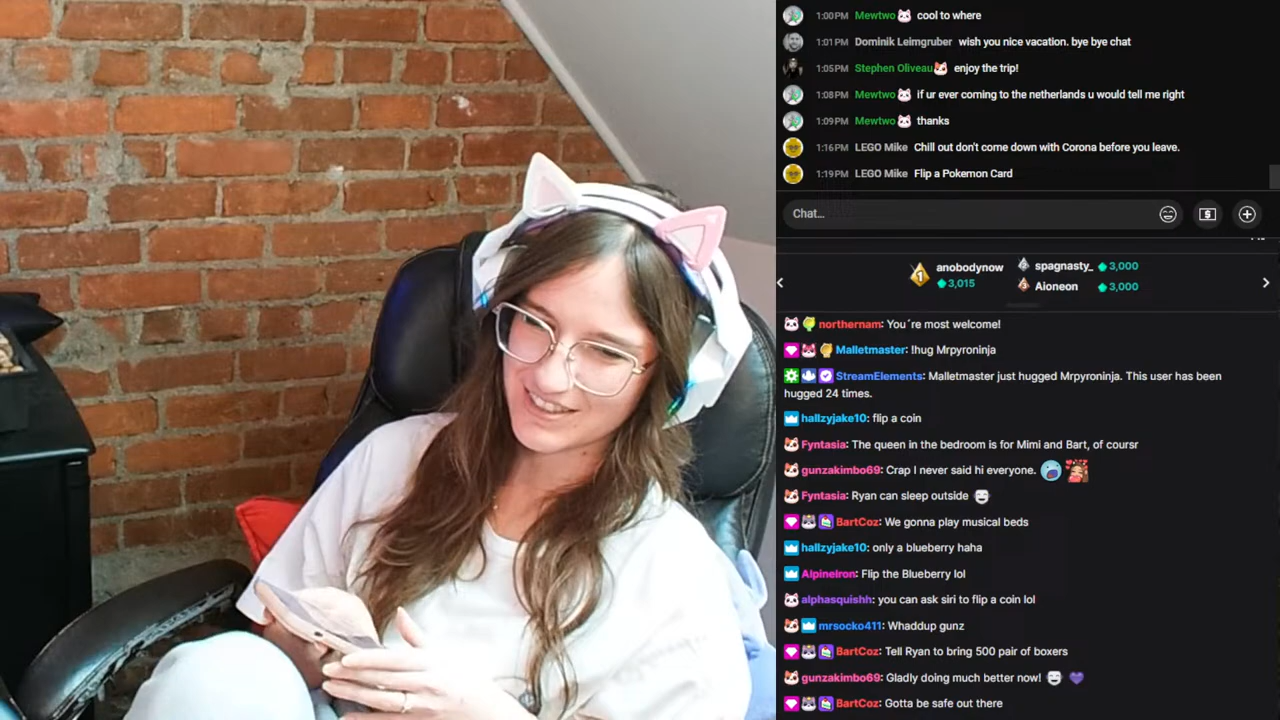 1:00PM Mewtwo cool to where
1:01PM Dominik Leimgruber wish you nice vacation. bye bye chat
1:05PM Stephen Oliveau enjoy the trip!
1:08PM Mewtwo if ur ever coming to the netherlands u would tell me right
1:09PM Mewtwo thanks
1:16PM LEGO Mike Chill out don't come down with Corona before you leave.
1:19PM LEGO Mike Flip a Pokemon Card
Chat...
1 anobodynow 3,015
2 spagnasty_ 3,000
3 Aioneon 3,000
northernam: You´re most welcome!
Malletmaster: !hug Mrpyroninja
StreamElements: Malletmaster just hugged Mrpyroninja. This user has been
hugged 24 times.
hallzyjake10: flip a coin
Fyntasia: The queen in the bedroom is for Mimi and Bart, of coursr
gunzakimbo69: Crap I never said hi everyone.
Fyntasia: Ryan can sleep outside
BartCoz: We gonna play musical beds
hallzyjake10: only a blueberry haha
AlpineIron: Flip the Blueberry lol
alphasquishh: you can ask siri to flip a coin lol
mrsocko411: Whaddup gunz
BartCoz: Tell Ryan to bring 500 pair of boxers
gunzakimbo69: Gladly doing much better now!
BartCoz: Gotta be safe out there